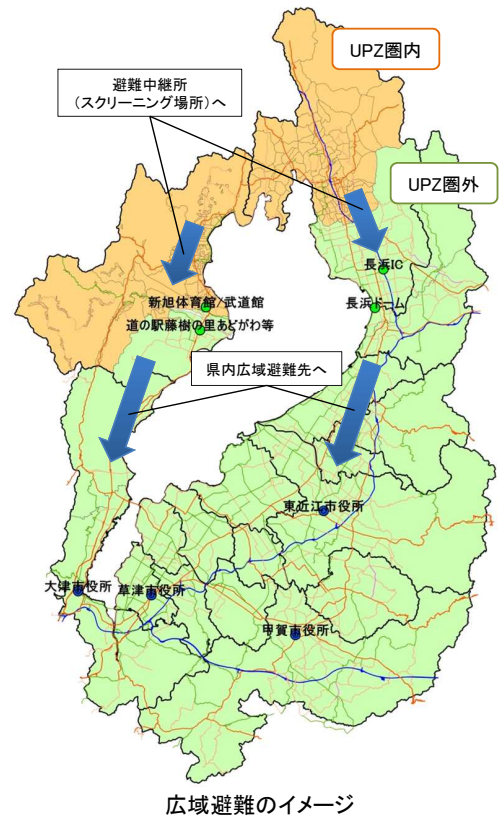 UPZ圏内
避難中継所
(スクリーニング場所)へ
UPZ圏外
長浜IC
新旭体育館/武道館
長浜ドーム
道の駅藤樹の里あどがわ等
県内広域避難先へ
東近江市役所
大津市役所
草津市役所
甲賀市役所
広域避難のイメージ